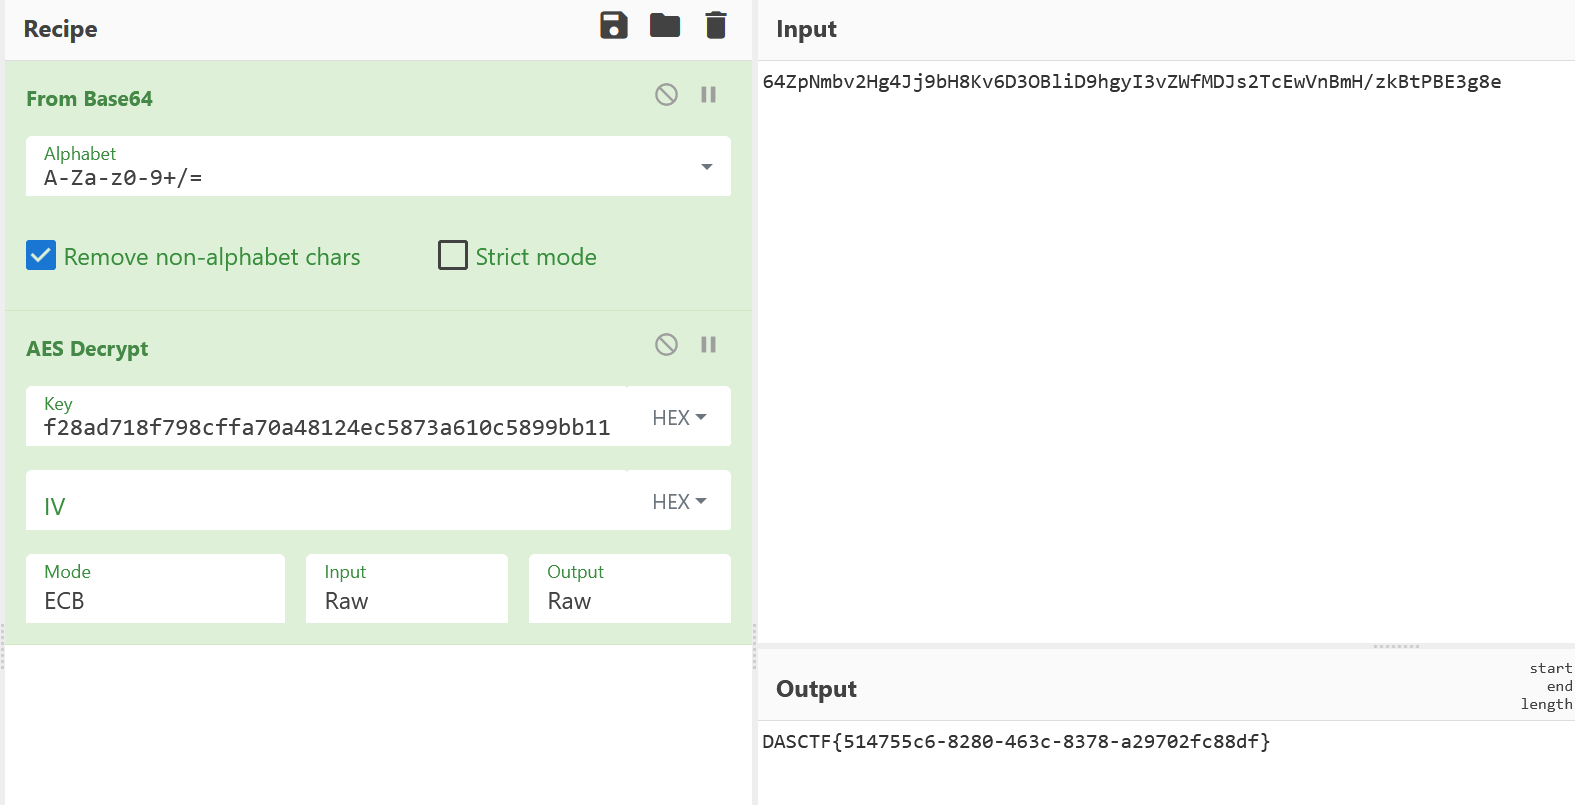 Recipe
From Base64
Alphabet
A-Za-z0-9+/=
Remove non-alphabet chars
Strict mode
AES Decrypt
Key
f28ad718f798cffa70a48124ec5873a610c5899bb11
HEX
IV
HEX
Mode
ECB
Input
Raw
Output
Raw
Input
64ZpNmbv2Hg4Jj9bH8Kv6D3OBliD9hgyI3vZWfMDJs2TcEwVnBmH/zkBtPBE3g8e
Output
start
end
length
DASCTF{514755c6-8280-463c-8378-a29702fc88df}